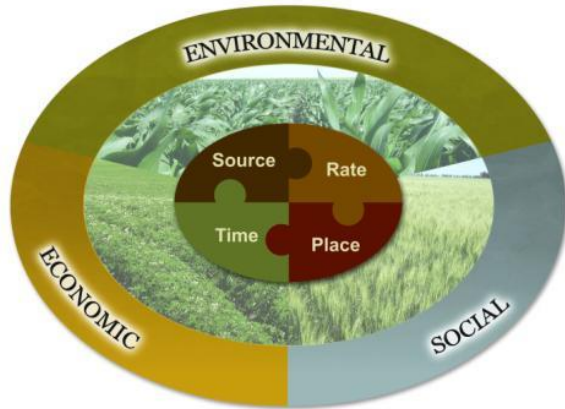 ENVIRONMENTAL
Source
Rate
Time
Place
ECONOMIC
SOCIAL